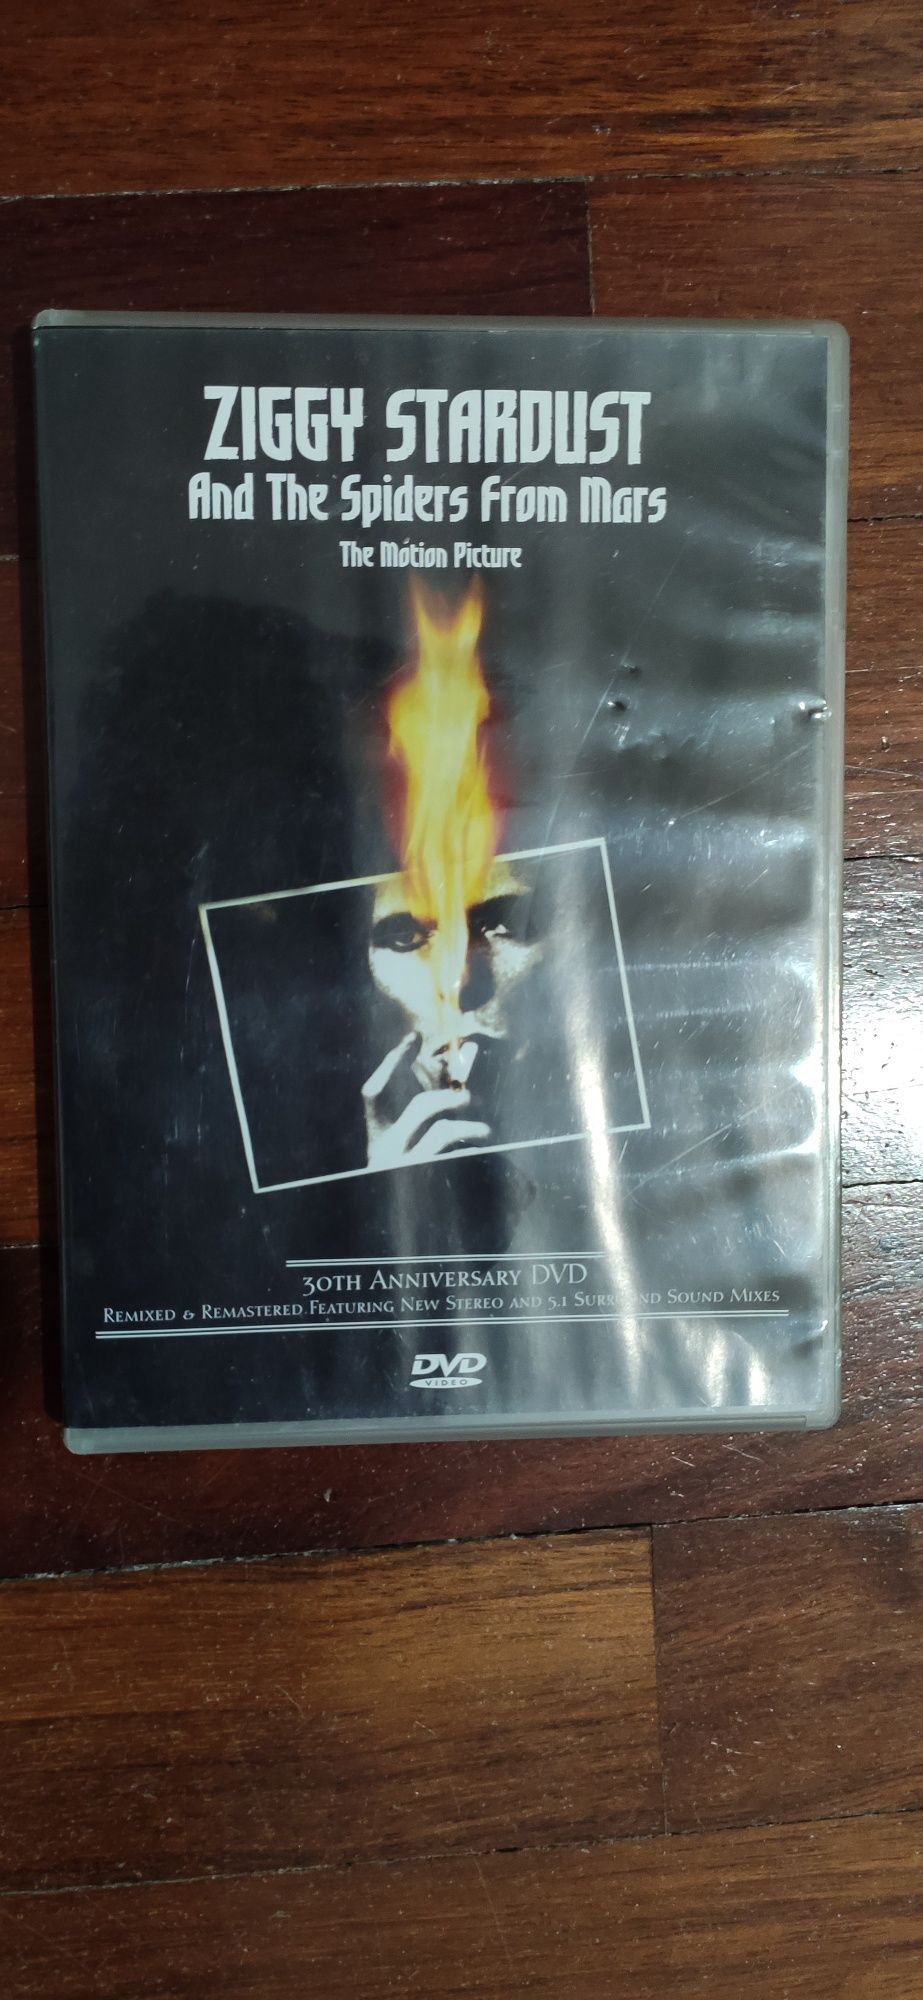 ZIGGY STARDUST
And The Spiders From Mars
The Motion Picture
30TH ANNIVERSARY DVD
REMIXED & REMASTERED FEATURING NEW STEREO AND 5.1 SURROUND SOUND MIXES
DVD
VIDEO